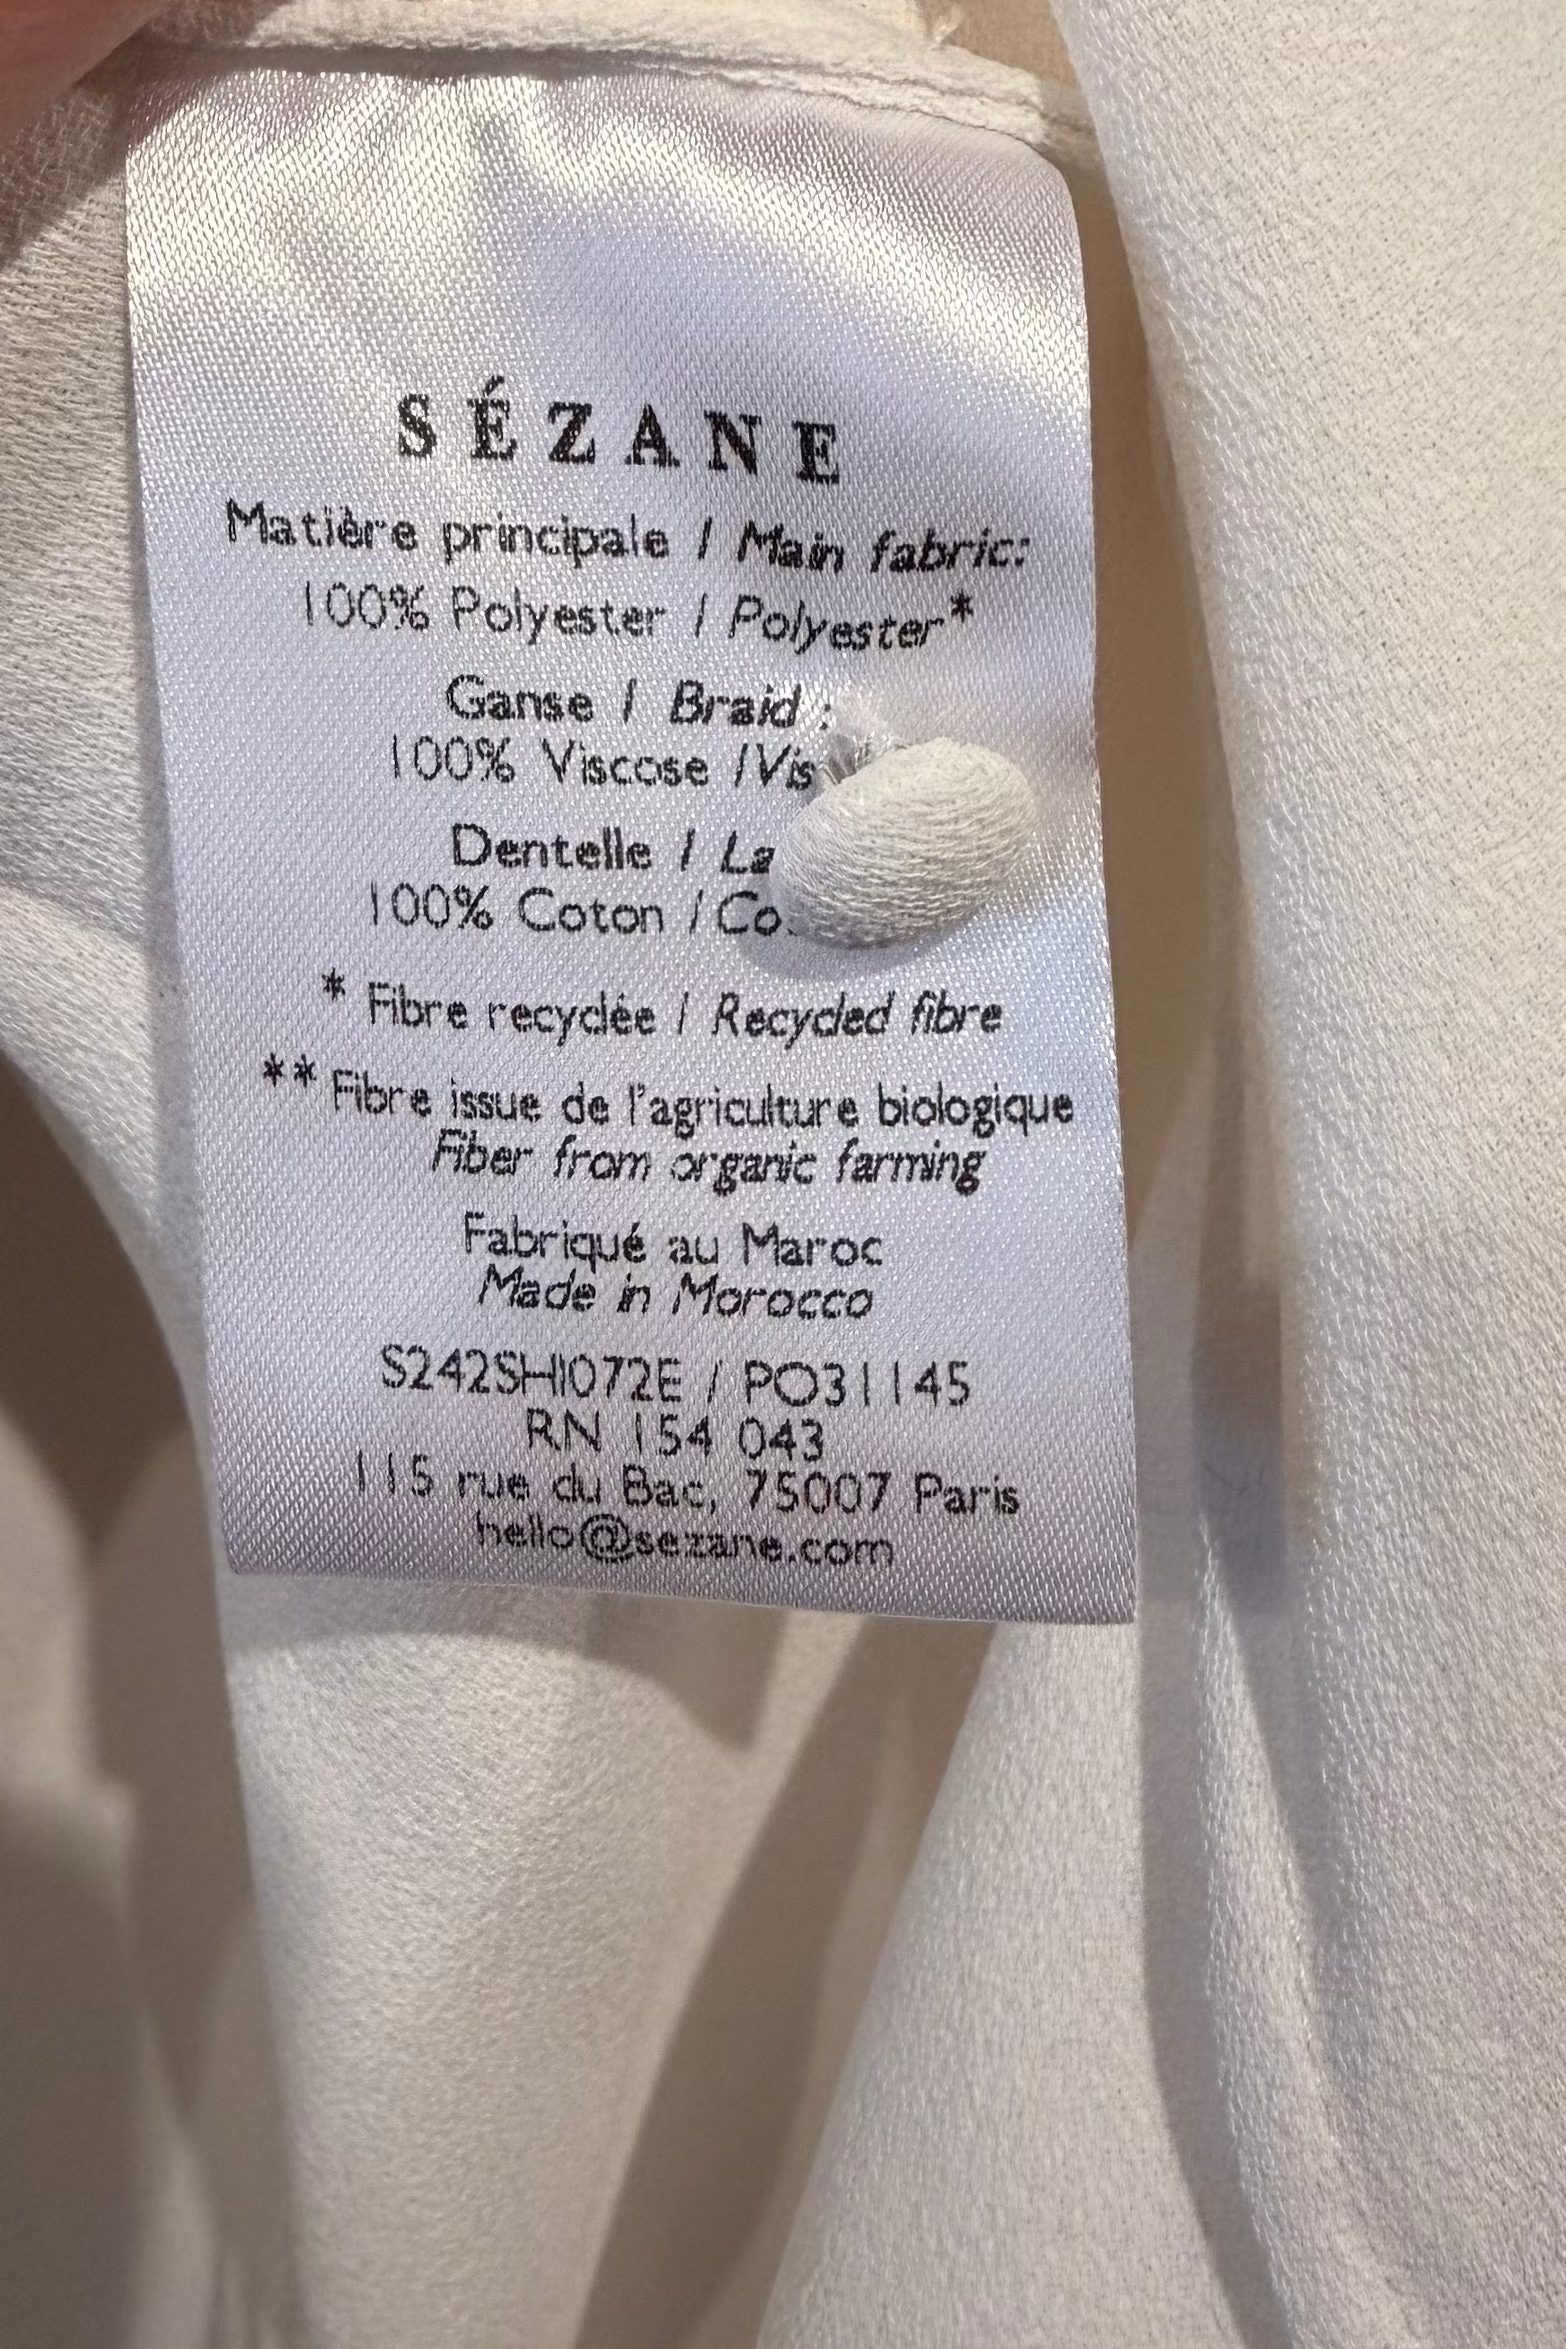 SÉZANE
Matière principale / Main fabric:
100% Polyester / Polyester*
Ganse / Braid :
100% Viscose /Vis
Dentelle / La
100% Coton / Co
* Fibre recyclée / Recycled fibre
** Fibre issue de l'agriculture biologique
Fiber from organic farming
Fabriqué au Maroc
Made in Morocco
S242SHI072E / PO31145
RN 154 043
115 rue du Bac, 75007 Paris
hello@sezane.com